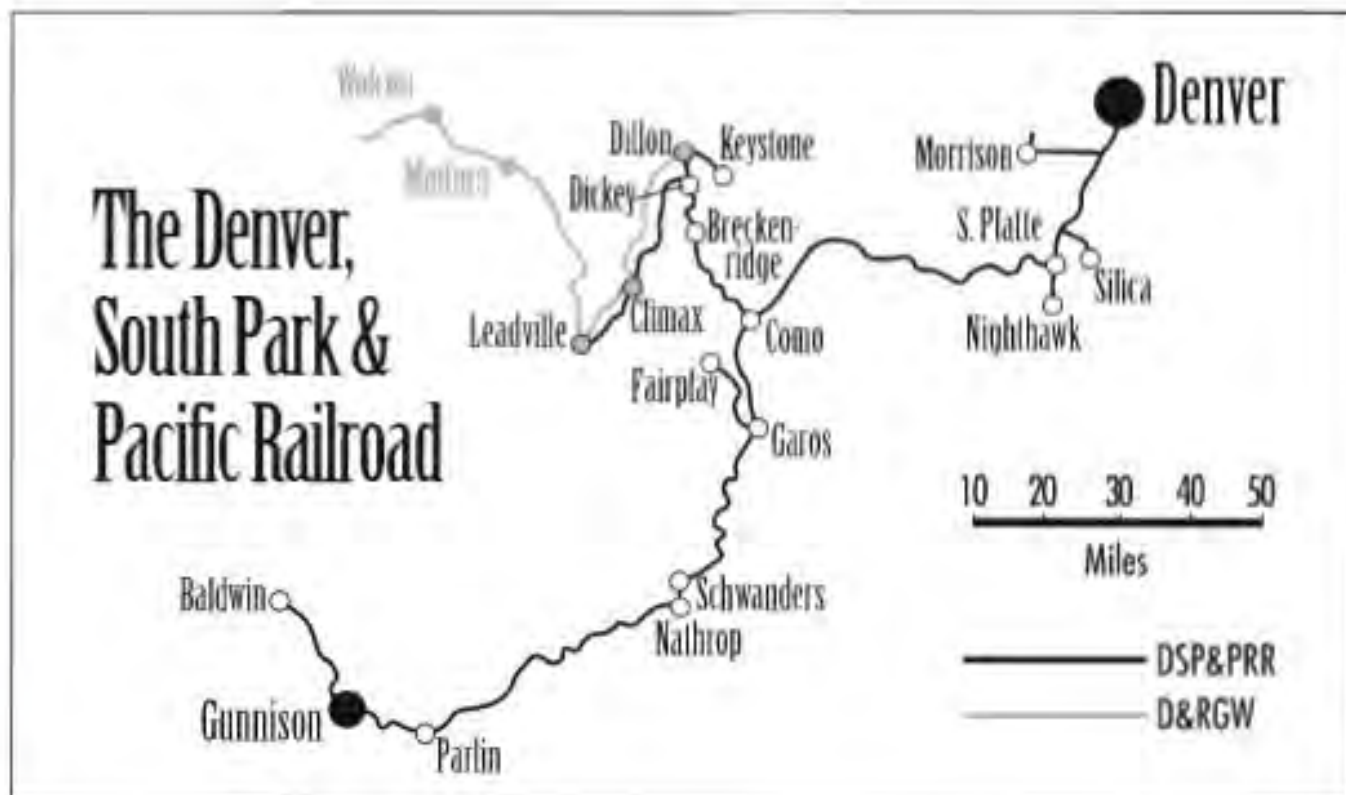 The Denver,
South Park &
Pacific Railroad
Denver
Morrison
Dillon
Keystone
Dickey
Brecken-
ridge
S. Platte
Silica
Nighthawk
Leadville
Climax
Como
Fairplay
Garos
10 20 30 40 50
Miles
Baldwin
Schwanders
Nathrop
Gunnison
Parlin
DSP&PRR
D&RGW